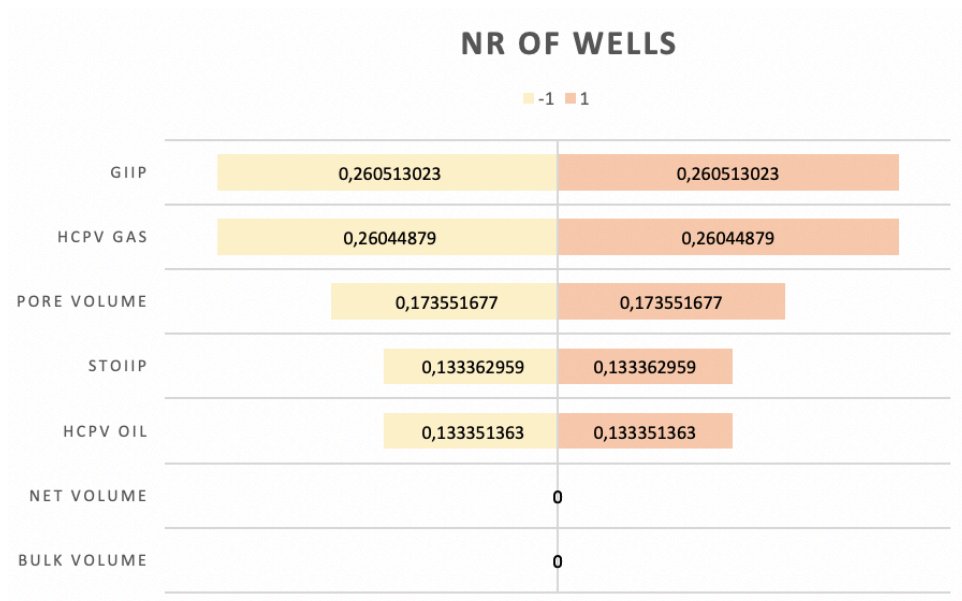 NR OF WELLS
-1 1
GIIP 0,260513023 0,260513023
HCPV GAS 0,26044879 0,26044879
PORE VOLUME 0,173551677 0,173551677
STOIIP 0,133362959 0,133362959
HCPV OIL 0,133351363 0,133351363
NET VOLUME 0
BULK VOLUME 0